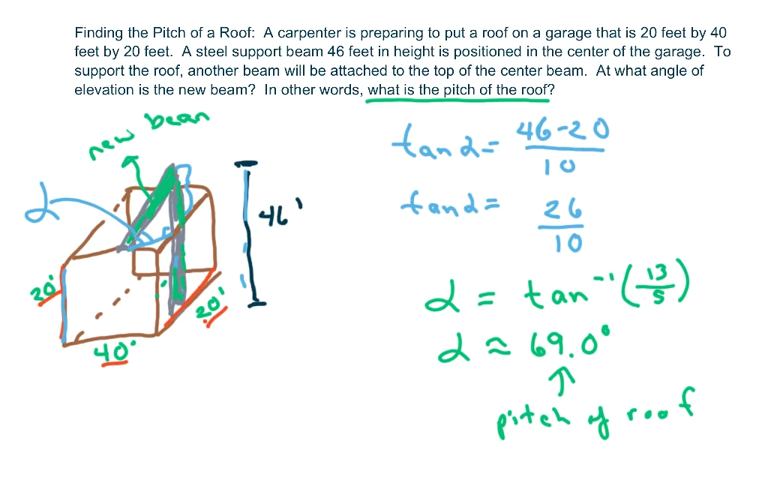 Finding the Pitch of a Roof:  A carpenter is preparing to put a roof on a garage that is 20 feet by 40
feet by 20 feet.  A steel support beam 46 feet in height is positioned in the center of the garage.  To
support the roof, another beam will be attached to the top of the center beam.  At what angle of
elevation is the new beam?  In other words, what is the pitch of the roof?
new bean
α
46'
20'
20'
40'
tan α = 46-20 / 10
tan α = 26 / 10
α = tan⁻¹(13/5)
α ≈ 69.0°
↑
pitch of roof